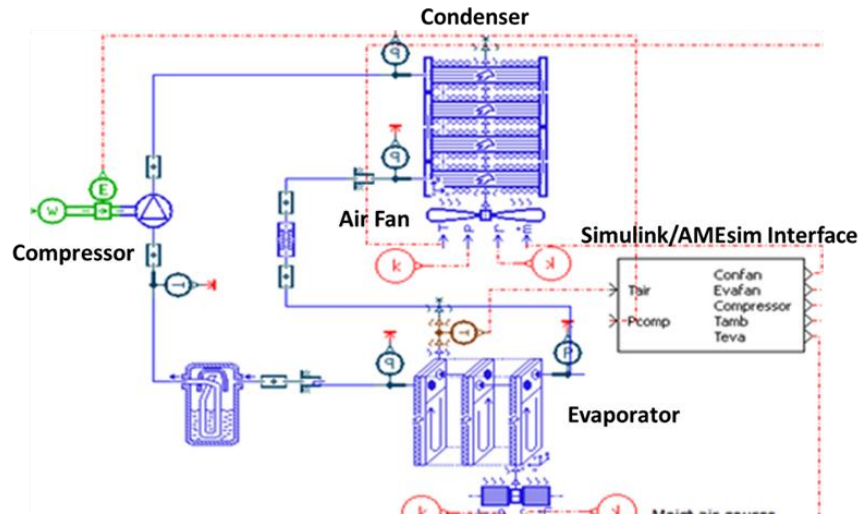 Condenser
Air Fan
Simulink/AMEsim Interface
Compressor
Confan
Tair
Evafan
Compressor
Pcomp
Tamb
Teva
Evaporator
E
W
T
T
k
k